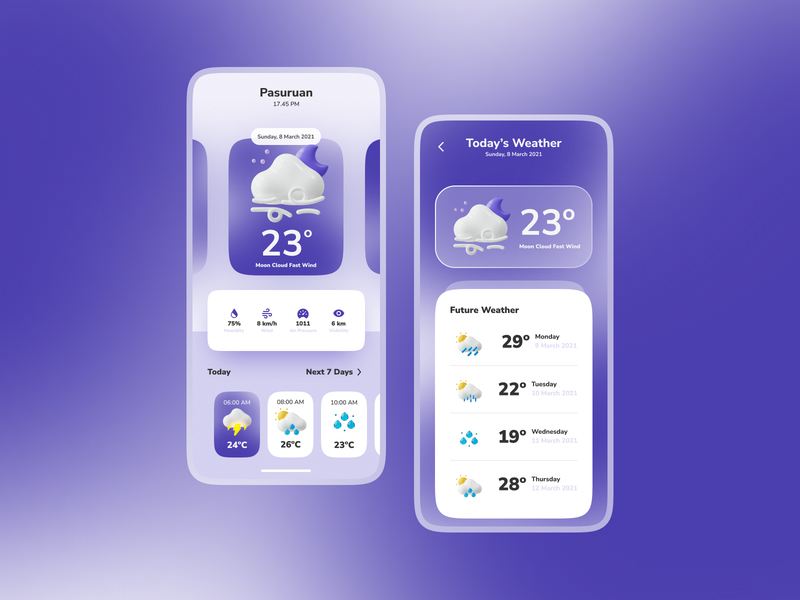 Pasuruan
17.45 PM
Sunday, 8 March 2021
23°
Moon Cloud Fast Wind
75%
8 km/h
1011
6 km
Humidity
Wind
Air Pressure
Visibility
Today
Next 7 Days
06:00 AM
08:00 AM
10:00 AM
24°C
26°C
23°C
Today's Weather
Sunday, 8 March 2021
23°
Moon Cloud Fast Wind
Future Weather
29°
Monday
9 March 2021
22°
Tuesday
10 March 2021
19°
Wednesday
11 March 2021
28°
Thursday
12 March 2021